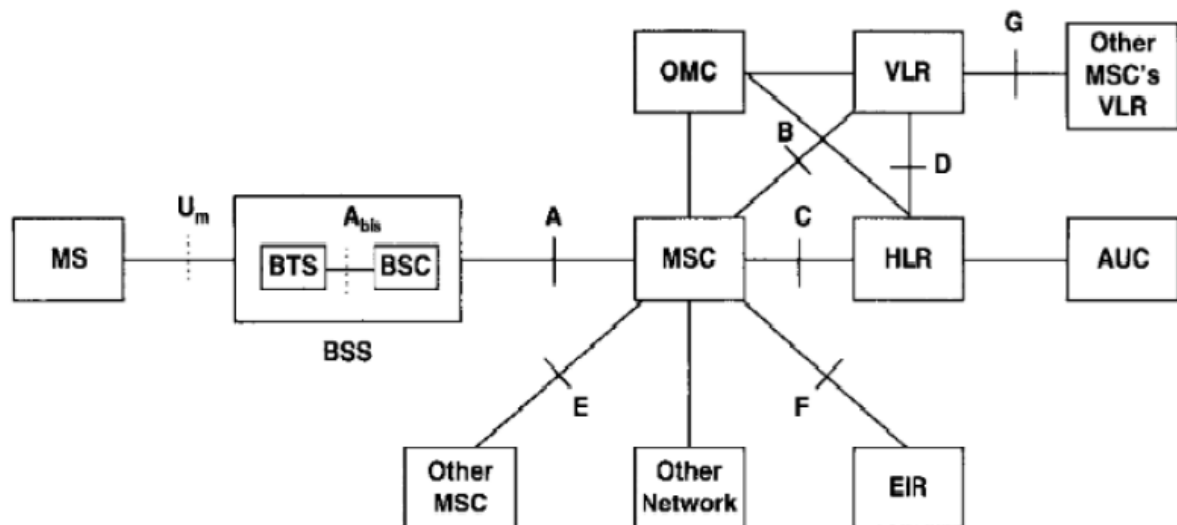 G
OMC
VLR
Other
MSC's
VLR
B
D
Um
Abis
A
C
MS
BTS
BSC
MSC
HLR
AUC
BSS
E
F
Other
MSC
Other
Network
EIR